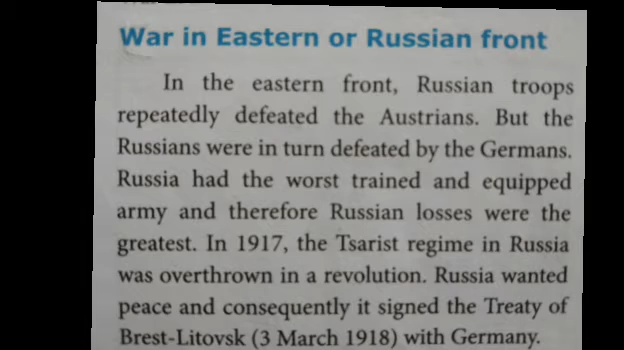 War in Eastern or Russian front
In the eastern front, Russian troops
repeatedly defeated the Austrians. But the
Russians were in turn defeated by the Germans.
Russia had the worst trained and equipped
army and therefore Russian losses were the
greatest. In 1917, the Tsarist regime in Russia
was overthrown in a revolution. Russia wanted
peace and consequently it signed the Treaty of
Brest-Litovsk (3 March 1918) with Germany.